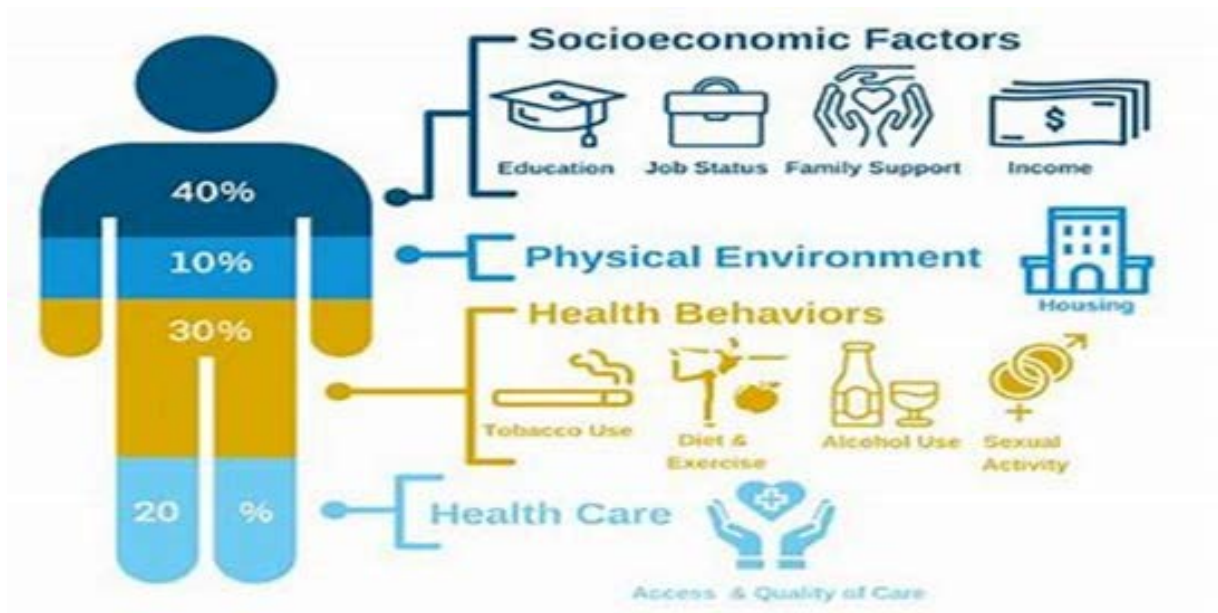 Socioeconomic Factors
$
Education Job Status Family Support Income
40%
10%
Physical Environment
Housing
30%
Health Behaviors
Tobacco Use Diet & Exercise Alcohol Use Sexual Activity
20 %
Health Care
Access & Quality of Care